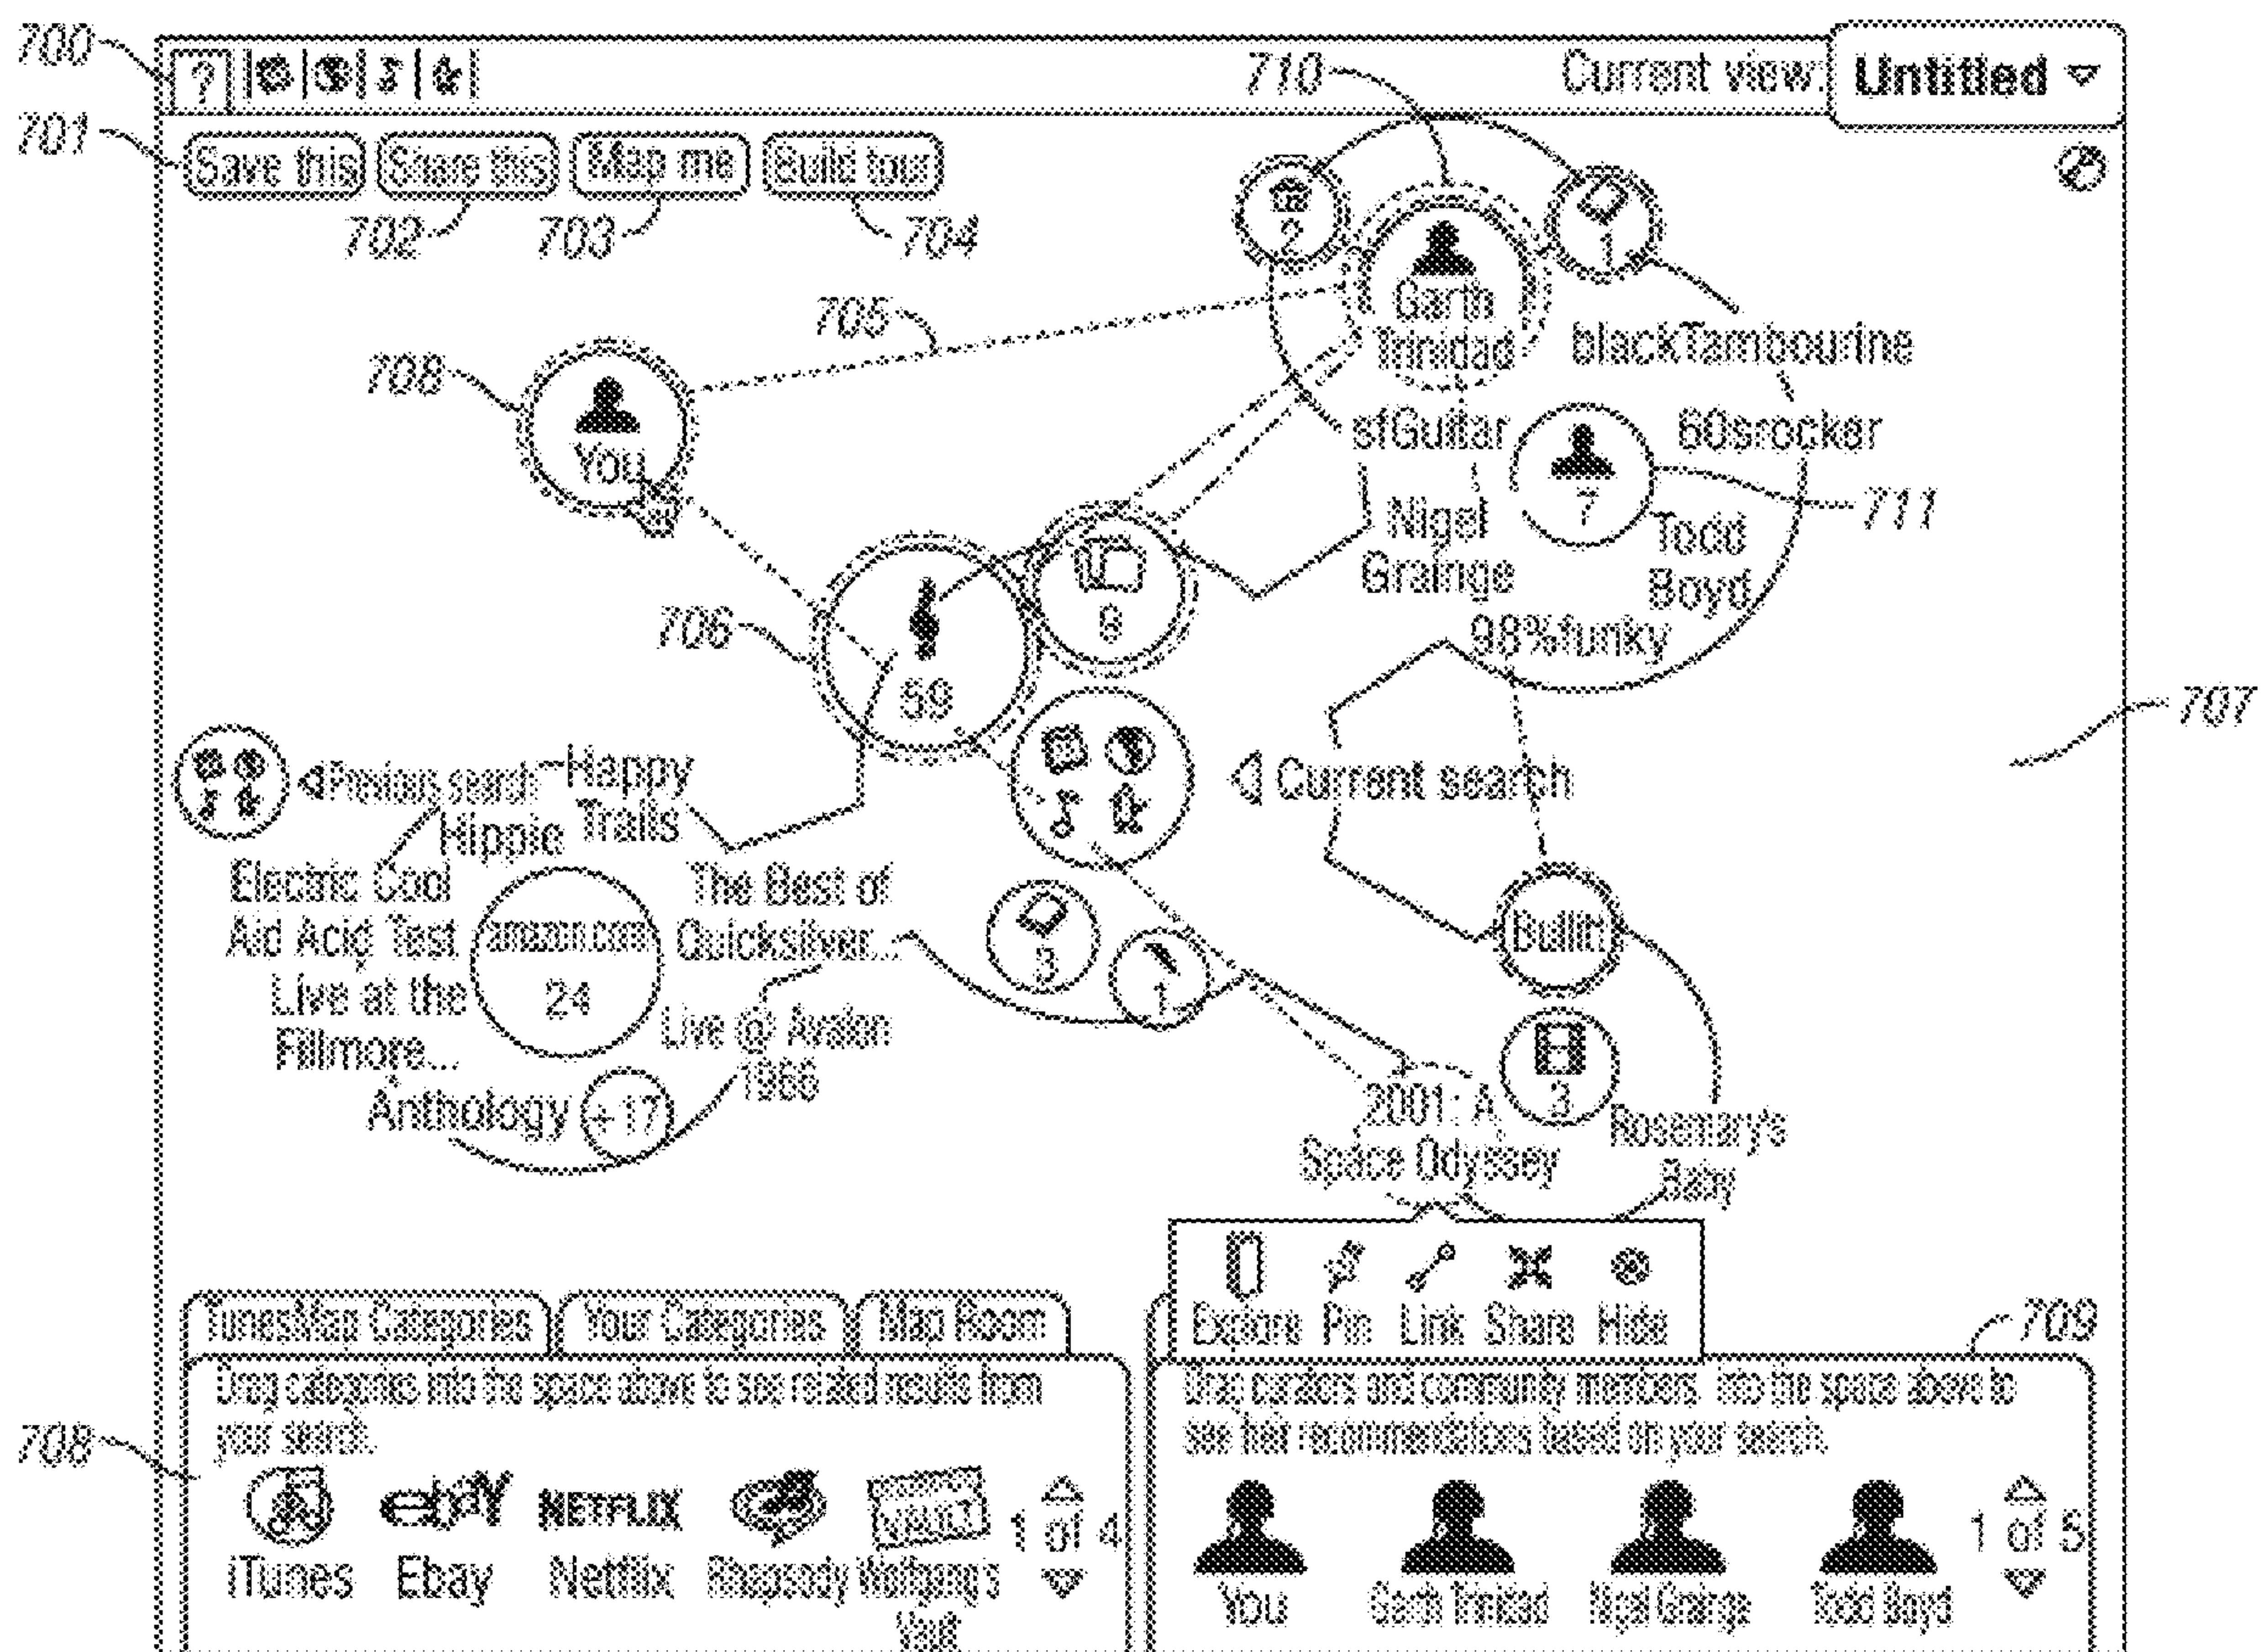 700
?
710
Current view:
Untitled
701
Save this
Share this
Map me
Build tour
702
703
704
2
1
Garth
Trinidad
705
blackTambourine
708
You
sfGuitar
60srocker
7
711
Nigel
Grainge
Todd
Boyd
706
59
98%funky
707
Previous search
Happy
Trails
Current search
Hippie
Electric Cool
Aid Acid Test
amazon.com
24
The Best of
Quicksilver...
3
1
Bullitt
Live at the
Fillmore...
Live @ Avalon
1966
Anthology
+17
2001: A
Space Odyssey
3
Rosemary's
Baby
Explore
Pin
Link
Share
Hide
TunesMap Categories
Your Categories
Map Room
709
Drag categories into the space above to see related results from
your search.
Drag curators and community members into the space above to
see their recommendations based on your search.
708
ebaY
NETFLIX
iTunes
Ebay
Netflix
Rhapsody
Wolfgang's
Vault
1 of 4
You
Garth Trinidad
Nigel Grainge
Todd Boyd
1 of 5